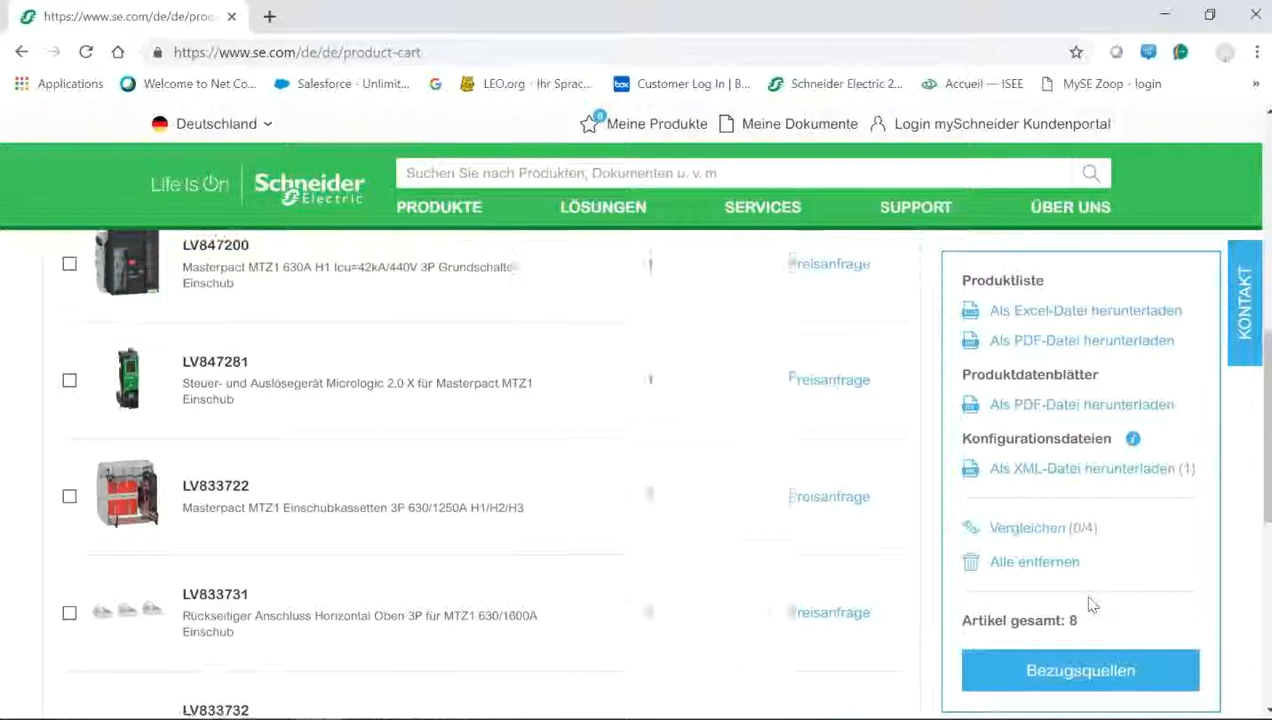 https://www.se.com/de/de/proc
https://www.se.com/de/de/product-cart
Applications
Welcome to Net Co...
Salesforce - Unlimit...
LEO.org - Ihr Sprac...
box
Customer Log In | B...
Schneider Electric 2...
Accueil — ISEE
MySE Zoop - login
»
Deutschland
8
Meine Produkte
Meine Dokumente
Login mySchneider Kundenportal
Life Is On
Schneider Electric
Suchen Sie nach Produkten, Dokumenten u. v. m
PRODUKTE
LÖSUNGEN
SERVICES
SUPPORT
ÜBER UNS
LV847200
Masterpact MTZ1 630A H1 Icu=42kA/440V 3P Grundschalte
Einschub
Preisanfrage
LV847281
Steuer- und Auslösegerät Micrologic 2.0 X für Masterpact MTZ1
Einschub
Preisanfrage
LV833722
Masterpact MTZ1 Einschubkassetten 3P 630/1250A H1/H2/H3
Preisanfrage
LV833731
Rückseitiger Anschluss Horizontal Oben 3P für MTZ1 630/1600A
Einschub
Preisanfrage
LV833732
Produktliste
Als Excel-Datei herunterladen
Als PDF-Datei herunterladen
Produktdatenblätter
Als PDF-Datei herunterladen
Konfigurationsdateien
Als XML-Datei herunterladen (1)
Vergleichen (0/4)
Alle entfernen
Artikel gesamt: 8
Bezugsquellen
KONTAKT